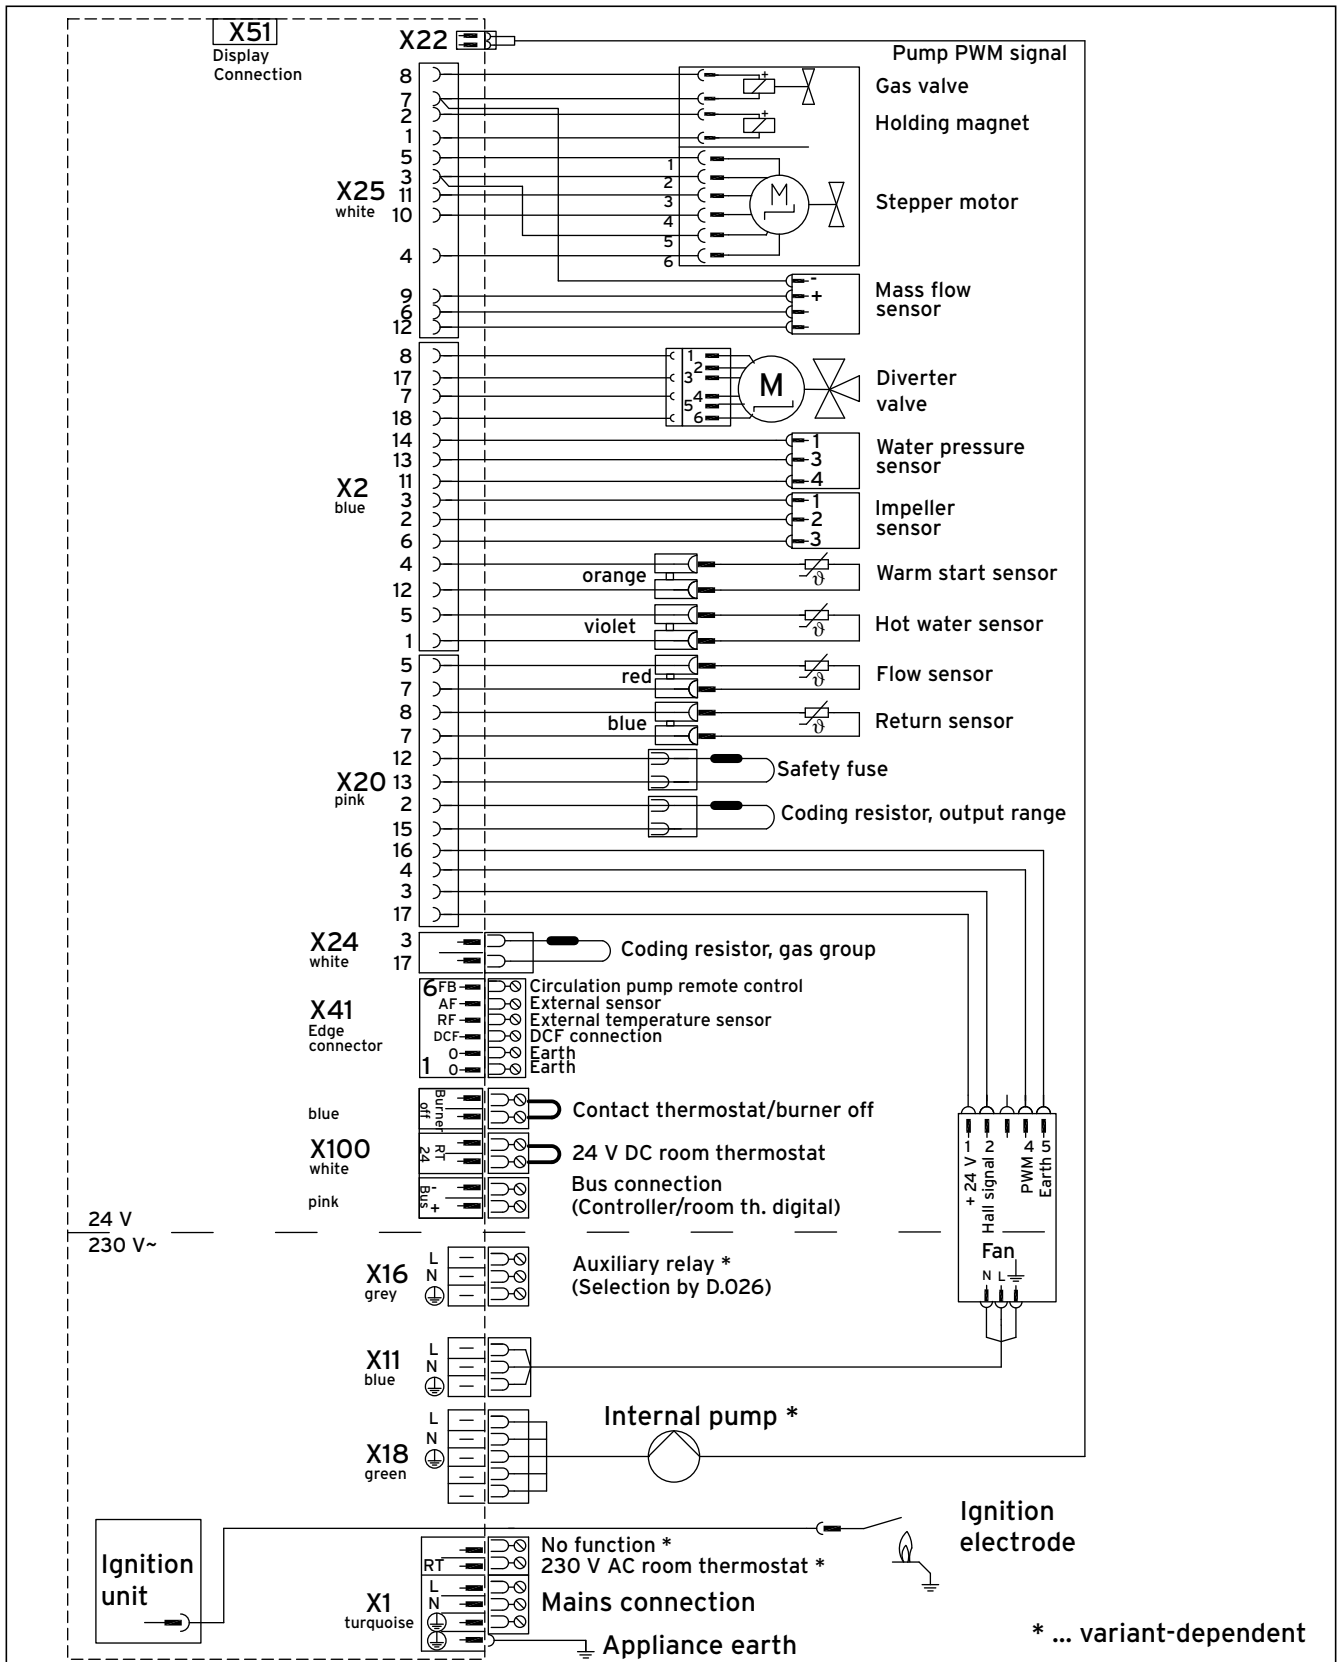 X51
Display
Connection
X22
Pump PWM signal
8
7
2
1
5
3
11
10
4
9
6
12
X25
white
+
+
Gas valve
Holding magnet
1
2
3
4
5
6
M
Stepper motor
-
+
Mass flow
sensor
8
17
7
18
14
13
11
3
2
6
4
12
5
1
X2
blue
1
2
3
4
5
6
M
Diverter
valve
1
3
4
Water pressure
sensor
1
2
3
Impeller
sensor
orange
ϑ
Warm start sensor
violet
ϑ
Hot water sensor
5
7
8
7
12
13
2
15
16
4
3
17
X20
pink
red
ϑ
Flow sensor
blue
ϑ
Return sensor
Safety fuse
Coding resistor, output range
X24
white
3
17
Coding resistor, gas group
X41
Edge
connector
6 FB
AF
RF
DCF
0
1 0
Circulation pump remote control
External sensor
External temperature sensor
DCF connection
Earth
Earth
blue
Burner
off
Contact thermostat/burner off
X100
white
RT
24
24 V DC room thermostat
pink
Bus
-
+
Bus connection
(Controller/room th. digital)
1 2 4 5
+ 24 V
Hall signal
PWM
Earth
Fan
N L
24 V
230 V~
X16
grey
L
N
Auxiliary relay *
(Selection by D.026)
X11
blue
L
N
X18
green
L
N
Internal pump *
Ignition
unit
Ignition
electrode
No function *
RT
230 V AC room thermostat *
X1
turquoise
L
N
Mains connection
Appliance earth
* ... variant-dependent